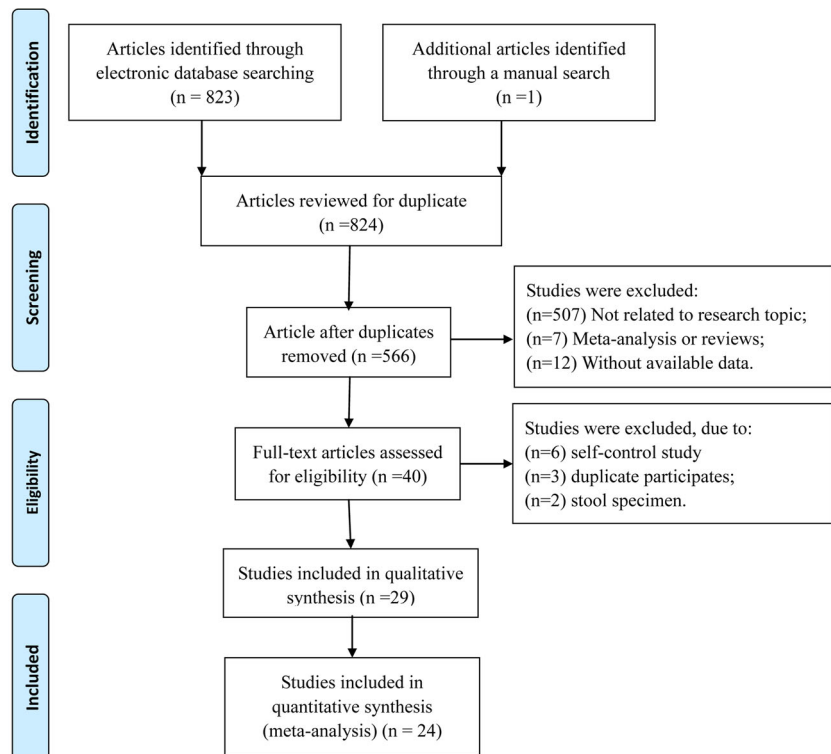 Identification
Articles identified through
electronic database searching
(n = 823)
Additional articles identified
through a manual search
(n =1)
Articles reviewed for duplicate
(n =824)
Screening
Article after duplicates
removed (n =566)
Studies were excluded:
(n=507) Not related to research topic;
(n=7) Meta-analysis or reviews;
(n=12) Without available data.
Eligibility
Full-text articles assessed
for eligibility (n =40)
Studies were excluded, due to:
(n=6) self-control study
(n=3) duplicate participates;
(n=2) stool specimen.
Studies included in qualitative
synthesis (n =29)
Included
Studies included in
quantitative synthesis
(meta-analysis) (n = 24)